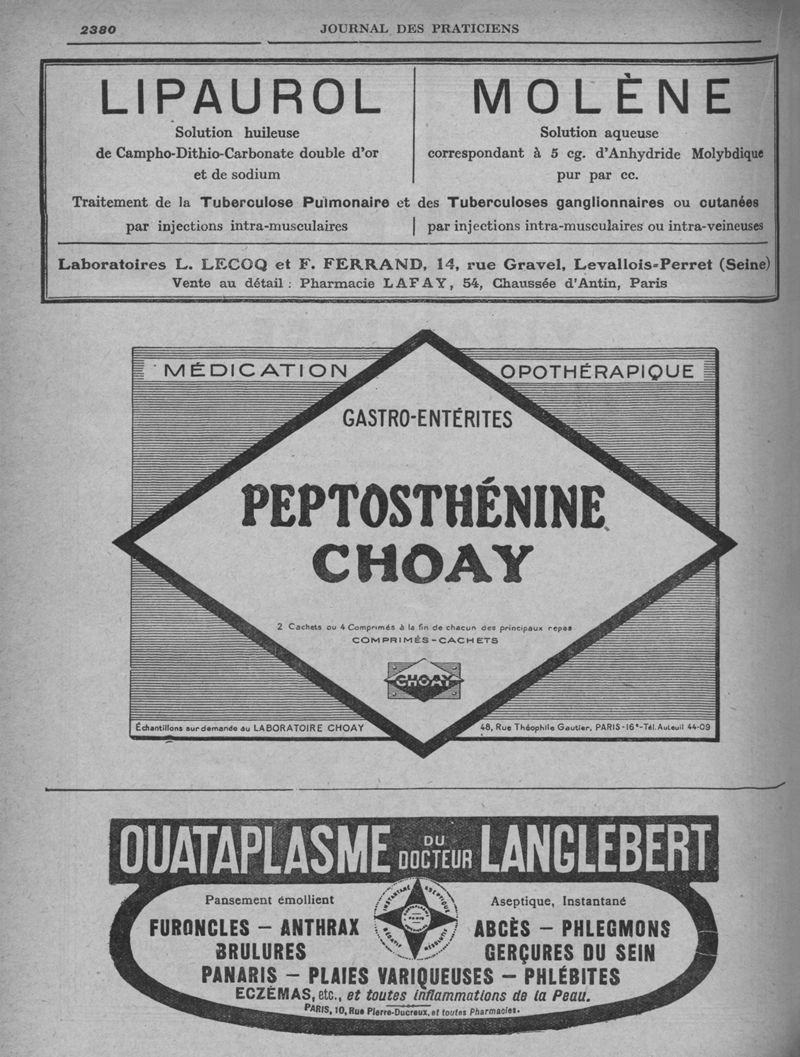 2380
JOURNAL DES PRATICIENS
LIPAUROL
Solution huileuse
de Campho-Dithio-Carbonate double d'or
et de sodium
MOLÈNE
Solution aqueuse
correspondant à 5 cg. d'Anhydride Molybdique
pur par cc.
Traitement de la Tuberculose Pulmonaire et des Tuberculoses ganglionnaires ou cutanées
par injections intra-musculaires
par injections intra-musculaires ou intra-veineuses
Laboratoires L. LECOQ et F. FERRAND, 14, rue Gravel, Levallois-Perret (Seine)
Vente au détail : Pharmacie LAFAY, 54, Chaussée d'Antin, Paris
MÉDICATION OPOTHÉRAPIQUE
GASTRO-ENTÉRITES
PEPTOSTHÉNINE
CHOAY
2 Cachets ou 4 Comprimés à la fin de chacun des principaux repas
COMPRIMÉS-CACHETS
CHOAY
Échantillons sur demande au LABORATOIRE CHOAY
48, Rue Théophile Gautier, PARIS-16e-Tél. Auteuil 44-09
OUATAPLASME DU DOCTEUR LANGLEBERT
Pansement émollient
Aseptique, Instantané
INSTANTANÉ ASEPTIQUE
FURONCLES - ANTHRAX
ABCÈS - PHLEGMONS
BRULURES
GERÇURES DU SEIN
PANARIS - PLAIES VARIQUEUSES - PHLÉBITES
ECZÉMAS, etc., et toutes inflammations de la Peau.
PARIS, 10, Rue Pierre-Ducreux, et toutes Pharmacies.